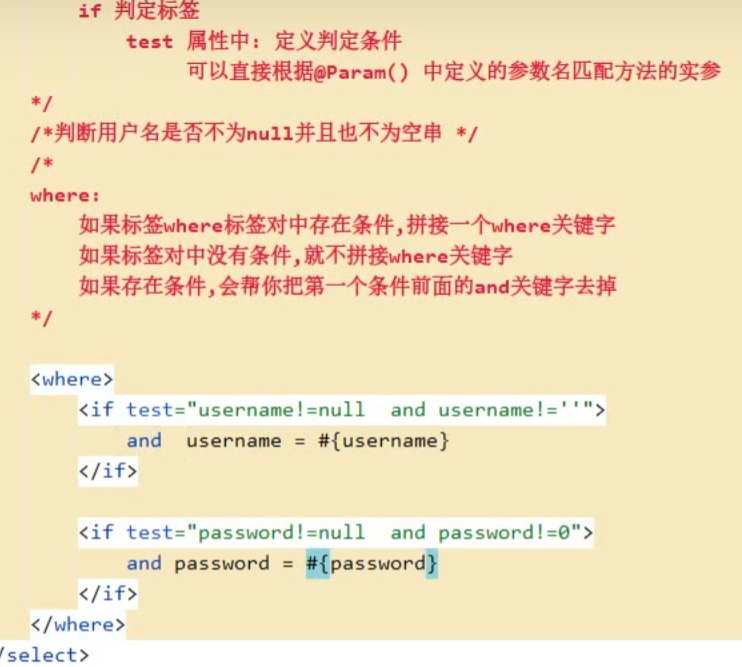 if 判定标签
test 属性中: 定义判定条件
可以直接根据@Param() 中定义的参数名匹配方法的实参
*/
/*判断用户名是否不为null并且也不为空串 */
/*
where:
如果标签where标签对中存在条件,拼接一个where关键字
如果标签对中没有条件,就不拼接where关键字
如果存在条件,会帮你把第一个条件前面的and关键字去掉
*/
<where>
<if test="username!=null  and username!=''">
and  username = #{username}
</if>
<if test="password!=null  and password!=0">
and password = #{password}
</if>
</where>
/select>